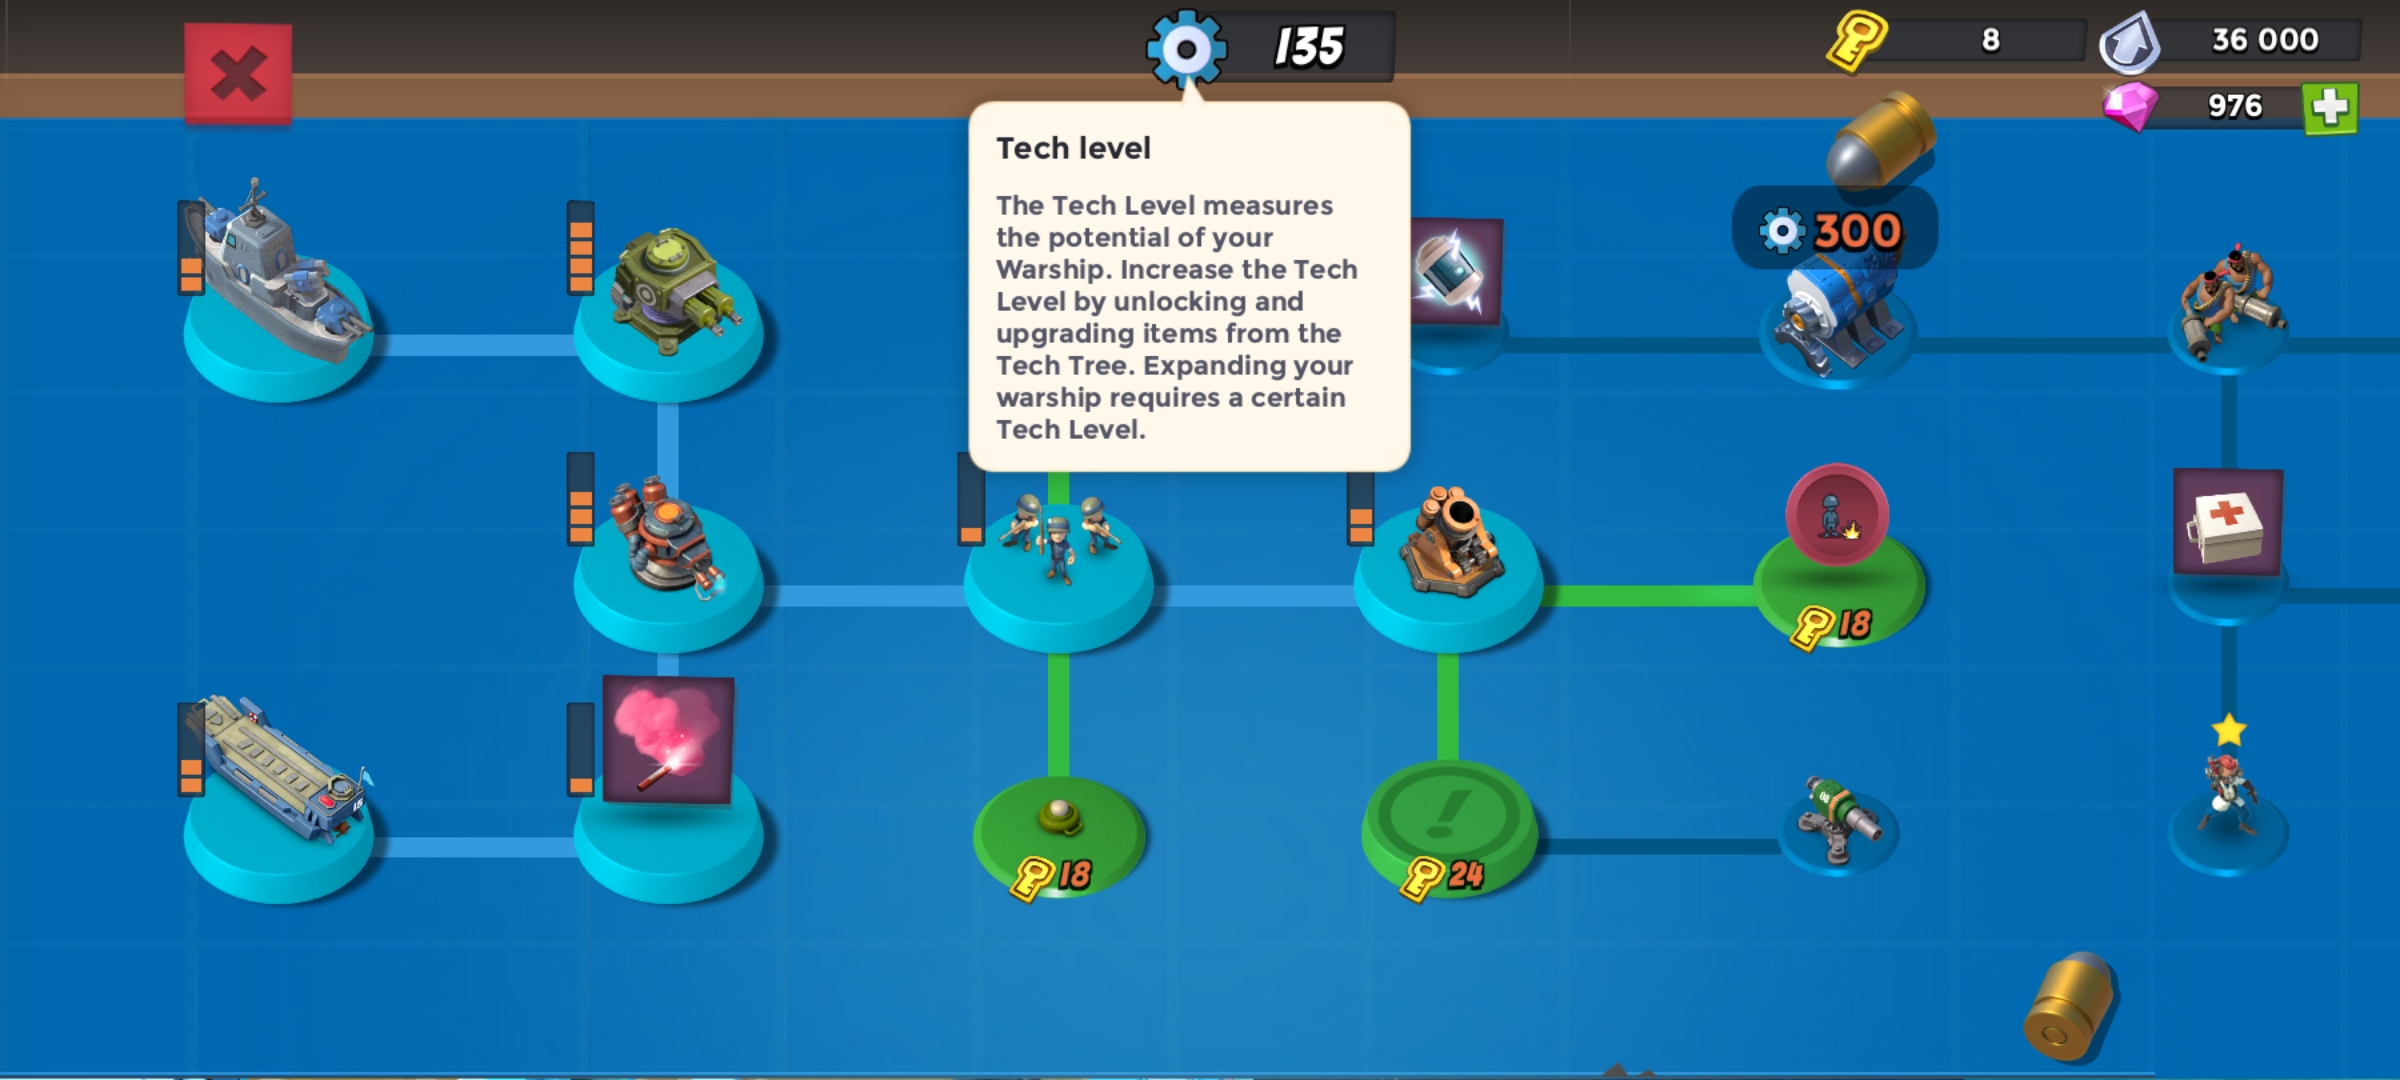 135
8
36 000
976
Tech level
The Tech Level measures
the potential of your
Warship. Increase the Tech
Level by unlocking and
upgrading items from the
Tech Tree. Expanding your
warship requires a certain
Tech Level.
300
18
18
24